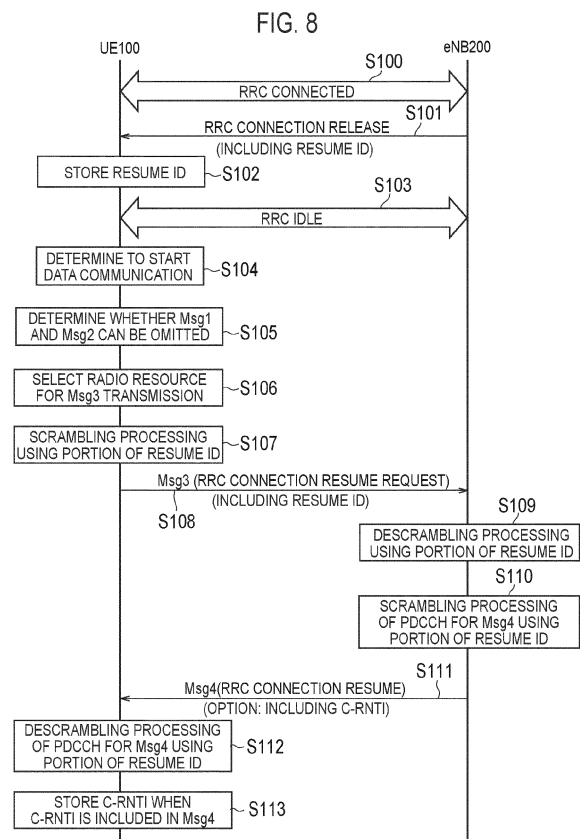 FIG. 8
UE100
eNB200
S100
RRC CONNECTED
S101
RRC CONNECTION RELEASE
(INCLUDING RESUME ID)
STORE RESUME ID
S102
S103
RRC IDLE
DETERMINE TO START
DATA COMMUNICATION
S104
DETERMINE WHETHER Msg1
AND Msg2 CAN BE OMITTED
S105
SELECT RADIO RESOURCE
FOR Msg3 TRANSMISSION
S106
SCRAMBLING PROCESSING
USING PORTION OF RESUME ID
S107
Msg3 (RRC CONNECTION RESUME REQUEST)
(INCLUDING RESUME ID)
S108
S109
DESCRAMBLING PROCESSING
USING PORTION OF RESUME ID
S110
SCRAMBLING PROCESSING
OF PDCCH FOR Msg4 USING
PORTION OF RESUME ID
S111
Msg4(RRC CONNECTION RESUME)
(OPTION: INCLUDING C-RNTI)
DESCRAMBLING PROCESSING
OF PDCCH FOR Msg4 USING
PORTION OF RESUME ID
S112
STORE C-RNTI WHEN
C-RNTI IS INCLUDED IN Msg4
S113